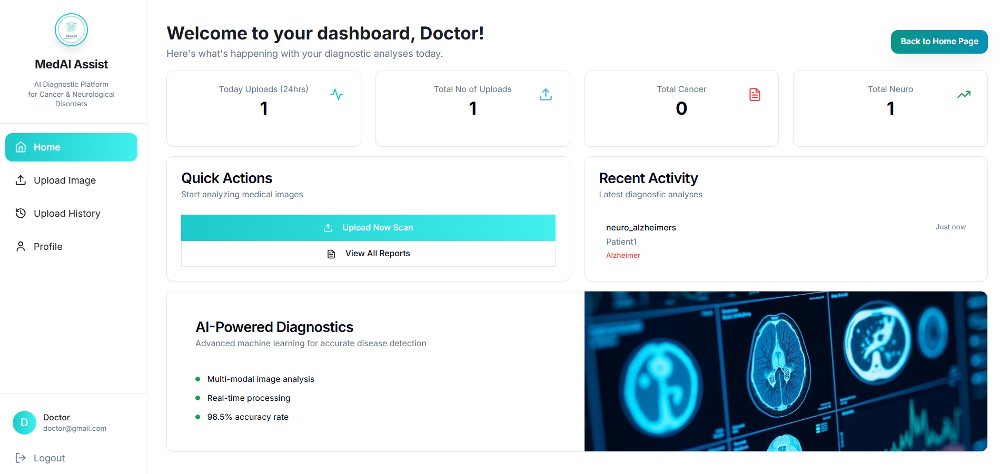 MedAI
MedAI Assist
AI Diagnostic Platform
for Cancer & Neurological
Disorders
Home
Upload Image
Upload History
Profile
D
Doctor
doctor@gmail.com
Logout
Welcome to your dashboard, Doctor!
Here's what's happening with your diagnostic analyses today.
Back to Home Page
Today Uploads (24hrs)
1
Total No of Uploads
1
Total Cancer
0
Total Neuro
1
Quick Actions
Start analyzing medical images
Upload New Scan
View All Reports
Recent Activity
Latest diagnostic analyses
neuro_alzheimers
Just now
Patient1
Alzheimer
AI-Powered Diagnostics
Advanced machine learning for accurate disease detection
Multi-modal image analysis
Real-time processing
98.5% accuracy rate